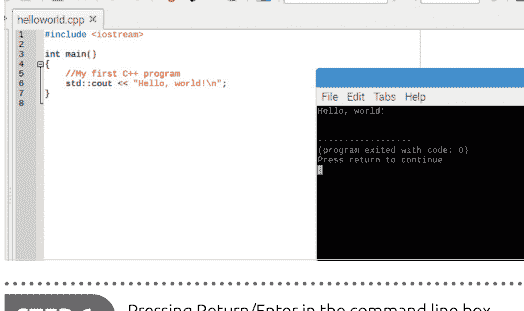 helloworld.cpp ×
1 #include <iostream>
2
3 int main()
4 {
5 //My first C++ program
6 std::cout << "Hello, world!\n";
7 }
8
File Edit Tabs Help
Hello, world!
------------------
(program exited with code: 0)
Press return to continue
Pressing Return/Enter in the command line box